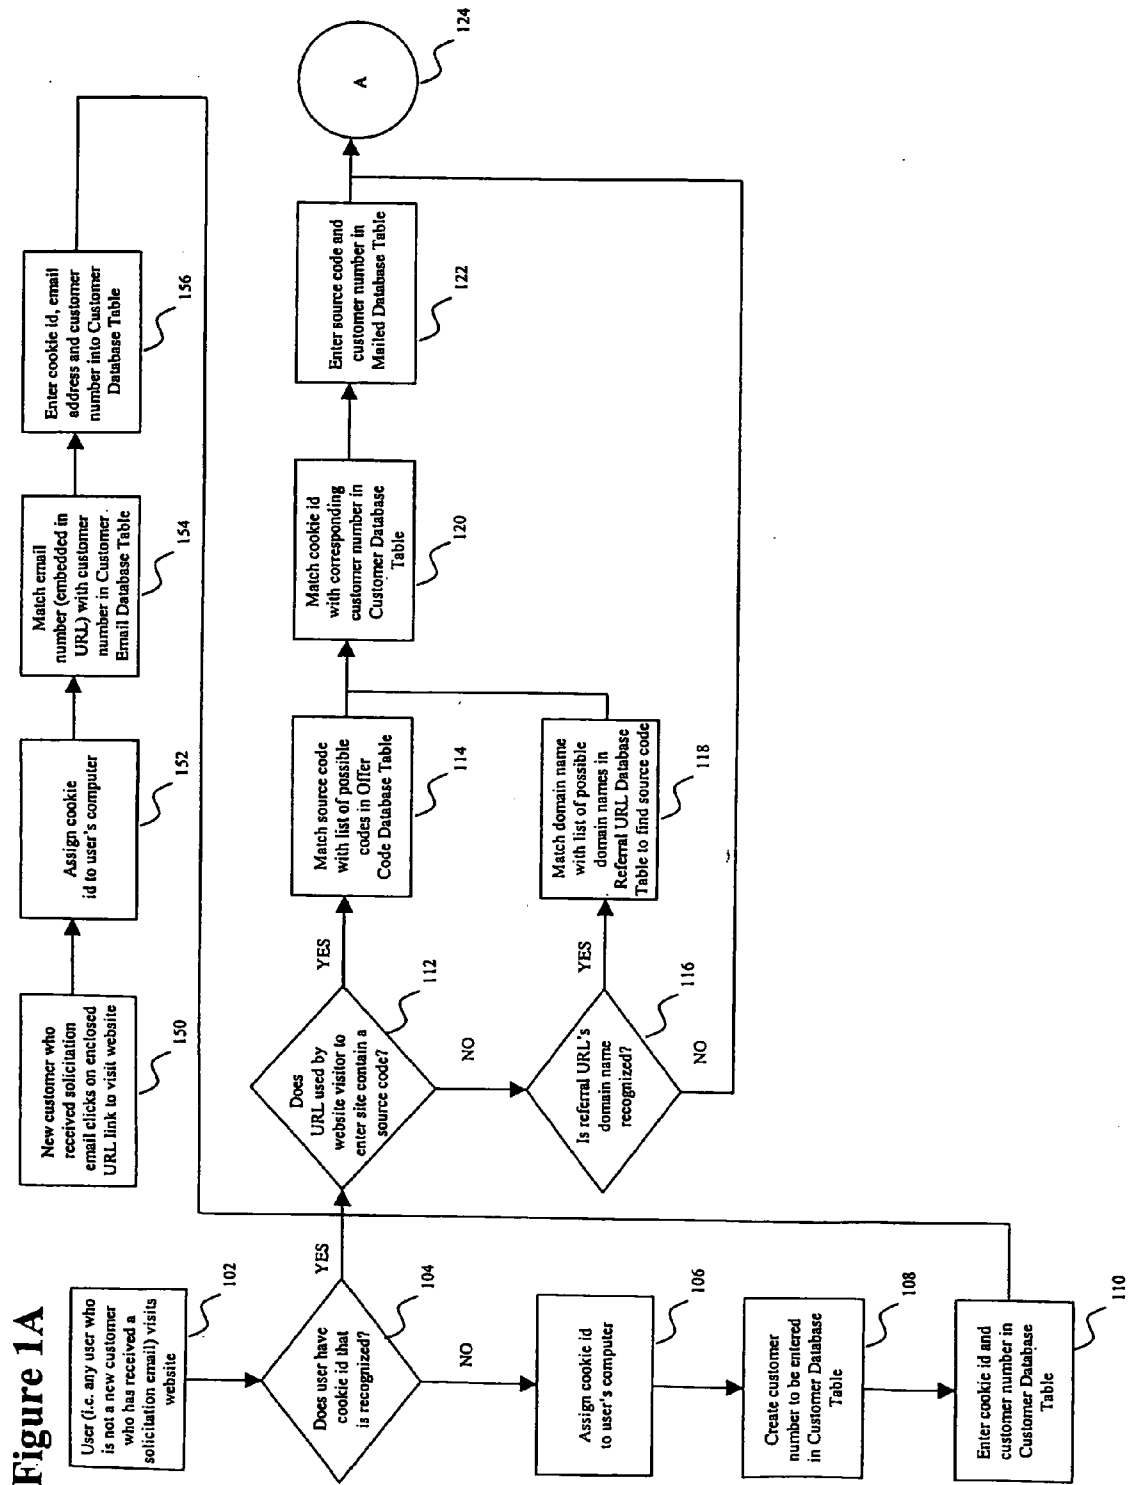 Figure 1A
User (i.e. any user who
is not a new customer
who has received a
solicitation email) visits
website
102
Does user have
cookie id that
is recognized?
104
YES
NO
Assign cookie id
to user's computer
106
Create customer
number to be entered
in Customer Database
Table
108
Enter cookie id and
customer number in
Customer Database
Table
110
New customer who
received solicitation
email clicks on enclosed
URL link to visit website
150
Assign cookie
id to user's computer
152
Match email
number (embedded in
URL) with customer
number in Customer.
Email Database Table
154
Enter cookie id, email
address and customer
number into Customer
Database Table
156
Does
URL used by
website visitor to
enter site contain a
source code?
112
YES
NO
Match source code
with list of possible
codes in Offer
Code Database Table
114
Is referral URL's
domain name
recognized?
116
YES
NO
Match domain name
with list of possible
domain names in
Referral URL Database
Table to find source code
118
Match cookie id
with corresponding
customer number in
Customer Database
Table
120
Enter source code and
customer number in
Mailed Database Table
122
A
124